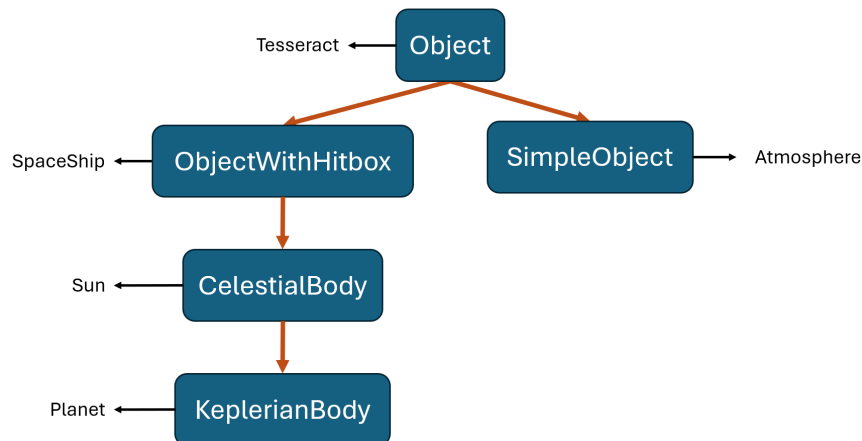 Tesseract
Object
SpaceShip
ObjectWithHitbox
SimpleObject
Atmosphere
Sun
CelestialBody
Planet
KeplerianBody